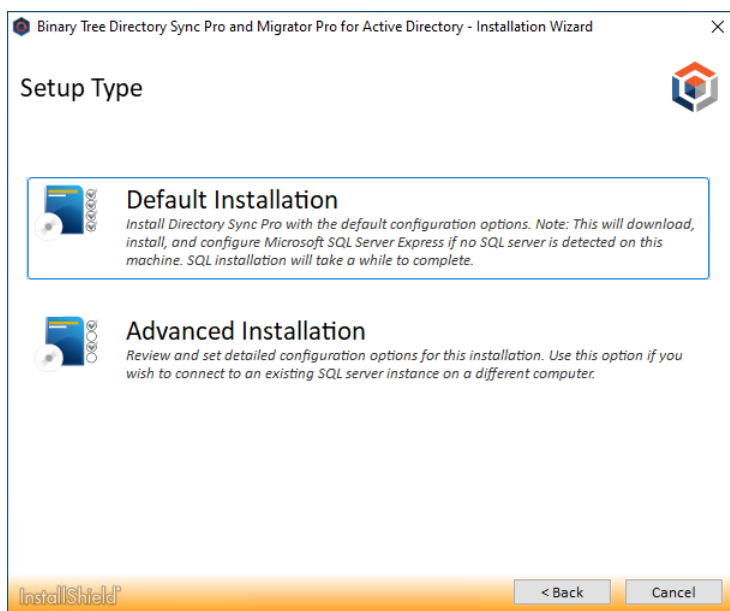 Binary Tree Directory Sync Pro and Migrator Pro for Active Directory - Installation Wizard
Setup Type
Default Installation
Install Directory Sync Pro with the default configuration options. Note: This will download,
install, and configure Microsoft SQL Server Express if no SQL server is detected on this
machine. SQL installation will take a while to complete.
Advanced Installation
Review and set detailed configuration options for this installation. Use this option if you
wish to connect to an existing SQL server instance on a different computer.
InstallShield
< Back
Cancel